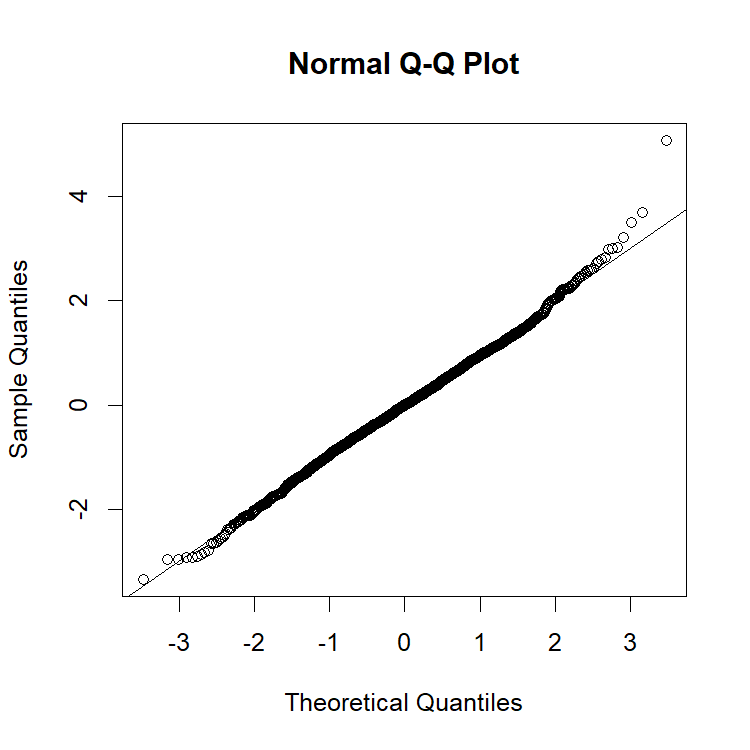 Normal Q-Q Plot
Sample Quantiles
4
2
0
-2
-3 -2 -1 0 1 2 3
Theoretical Quantiles